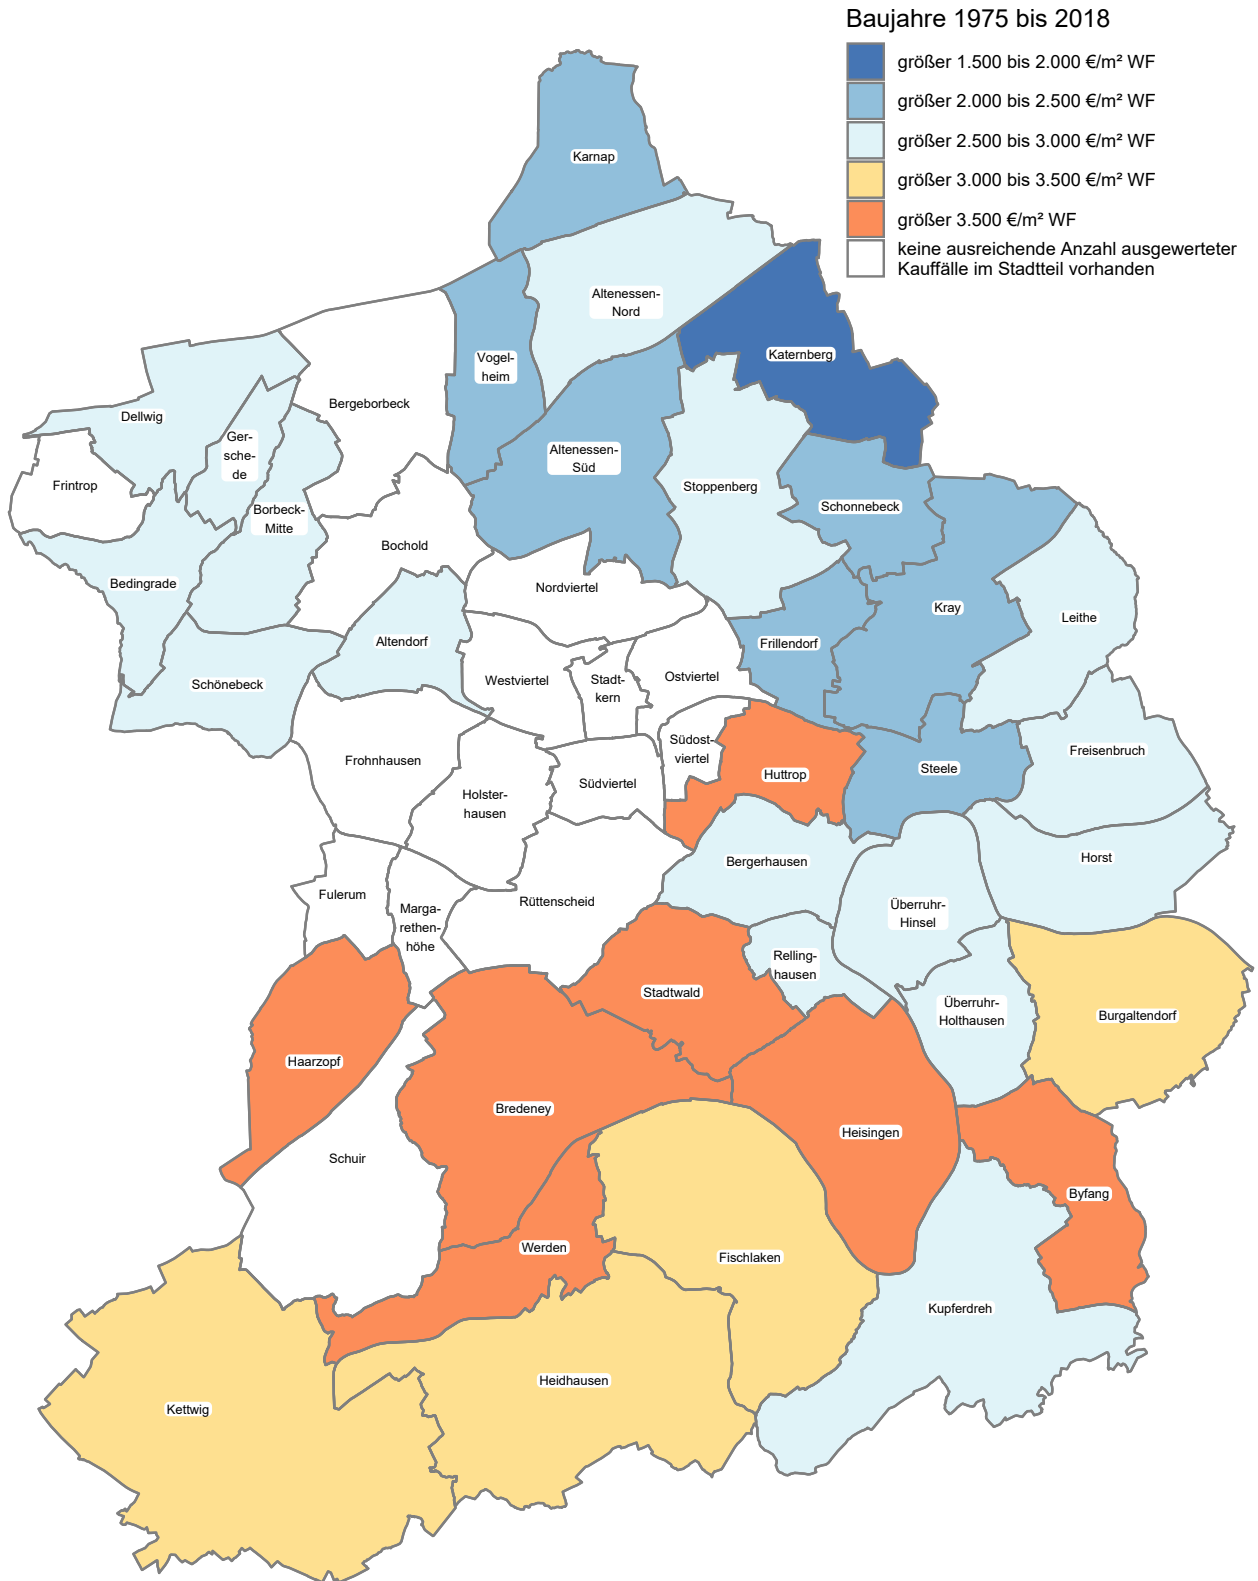 Baujahre 1975 bis 2018
größer 1.500 bis 2.000 €/m² WF
größer 2.000 bis 2.500 €/m² WF
größer 2.500 bis 3.000 €/m² WF
größer 3.000 bis 3.500 €/m² WF
größer 3.500 €/m² WF
keine ausreichende Anzahl ausgewerteter
Kauffälle im Stadtteil vorhanden
Karnap
Altenessen-
Nord
Katernberg
Vogel-
heim
Bergeborbeck
Dellwig
Ger-
sche-
de
Altenessen-
Süd
Frintrop
Stoppenberg
Schonnebeck
Borbeck-
Mitte
Bochold
Bedingrade
Nordviertel
Kray
Leithe
Altendorf
Frillendorf
Schönebeck
Westviertel
Stadt-
kern
Ostviertel
Südost-
viertel
Freisenbruch
Frohnhausen
Steele
Huttrop
Südviertel
Holster-
hausen
Bergerhausen
Horst
Fulerum
Rüttenscheid
Überruhr-
Hinsel
Marga-
rethen-
höhe
Relling-
hausen
Stadtwald
Überruhr-
Holthausen
Burgaltendorf
Haarzopf
Bredeney
Heisingen
Schuir
Byfang
Werden
Fischlaken
Kupferdreh
Heidhausen
Kettwig